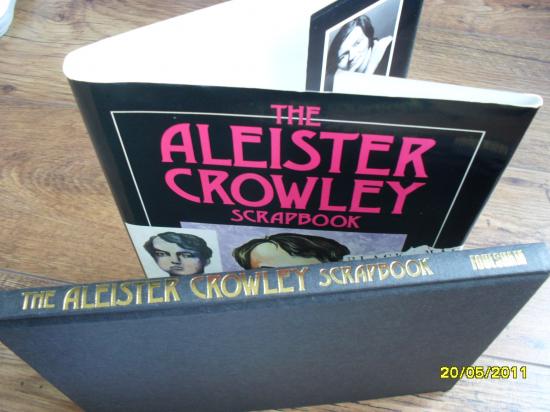 THE
ALEISTER
CROWLEY
SCRAPBOOK
THE ALEISTER CROWLEY SCRAPBOOK FOULSHAM
20/05/2011